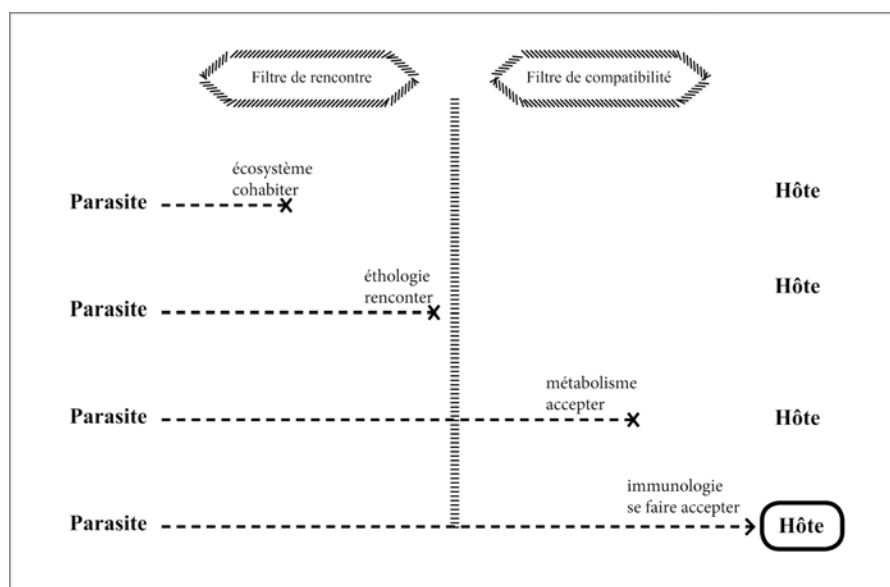 Filtre de rencontre
Filtre de compatibilité
écosystème
cohabiter
Parasite
Hôte
éthologie
renconter
Parasite
Hôte
métabolisme
accepter
Parasite
Hôte
immunologie
se faire accepter
Parasite
Hôte